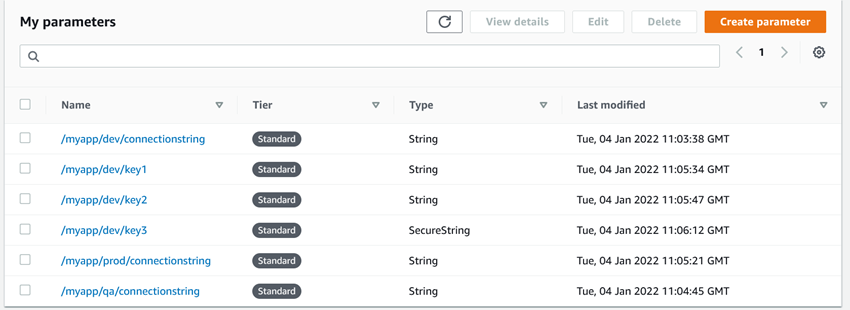 My parameters View details Edit Delete Create parameter
1
Name Tier Type Last modified
/myapp/dev/connectionstring Standard String Tue, 04 Jan 2022 11:03:38 GMT
/myapp/dev/key1 Standard String Tue, 04 Jan 2022 11:05:34 GMT
/myapp/dev/key2 Standard String Tue, 04 Jan 2022 11:05:47 GMT
/myapp/dev/key3 Standard SecureString Tue, 04 Jan 2022 11:06:12 GMT
/myapp/prod/connectionstring Standard String Tue, 04 Jan 2022 11:05:21 GMT
/myapp/qa/connectionstring Standard String Tue, 04 Jan 2022 11:04:45 GMT